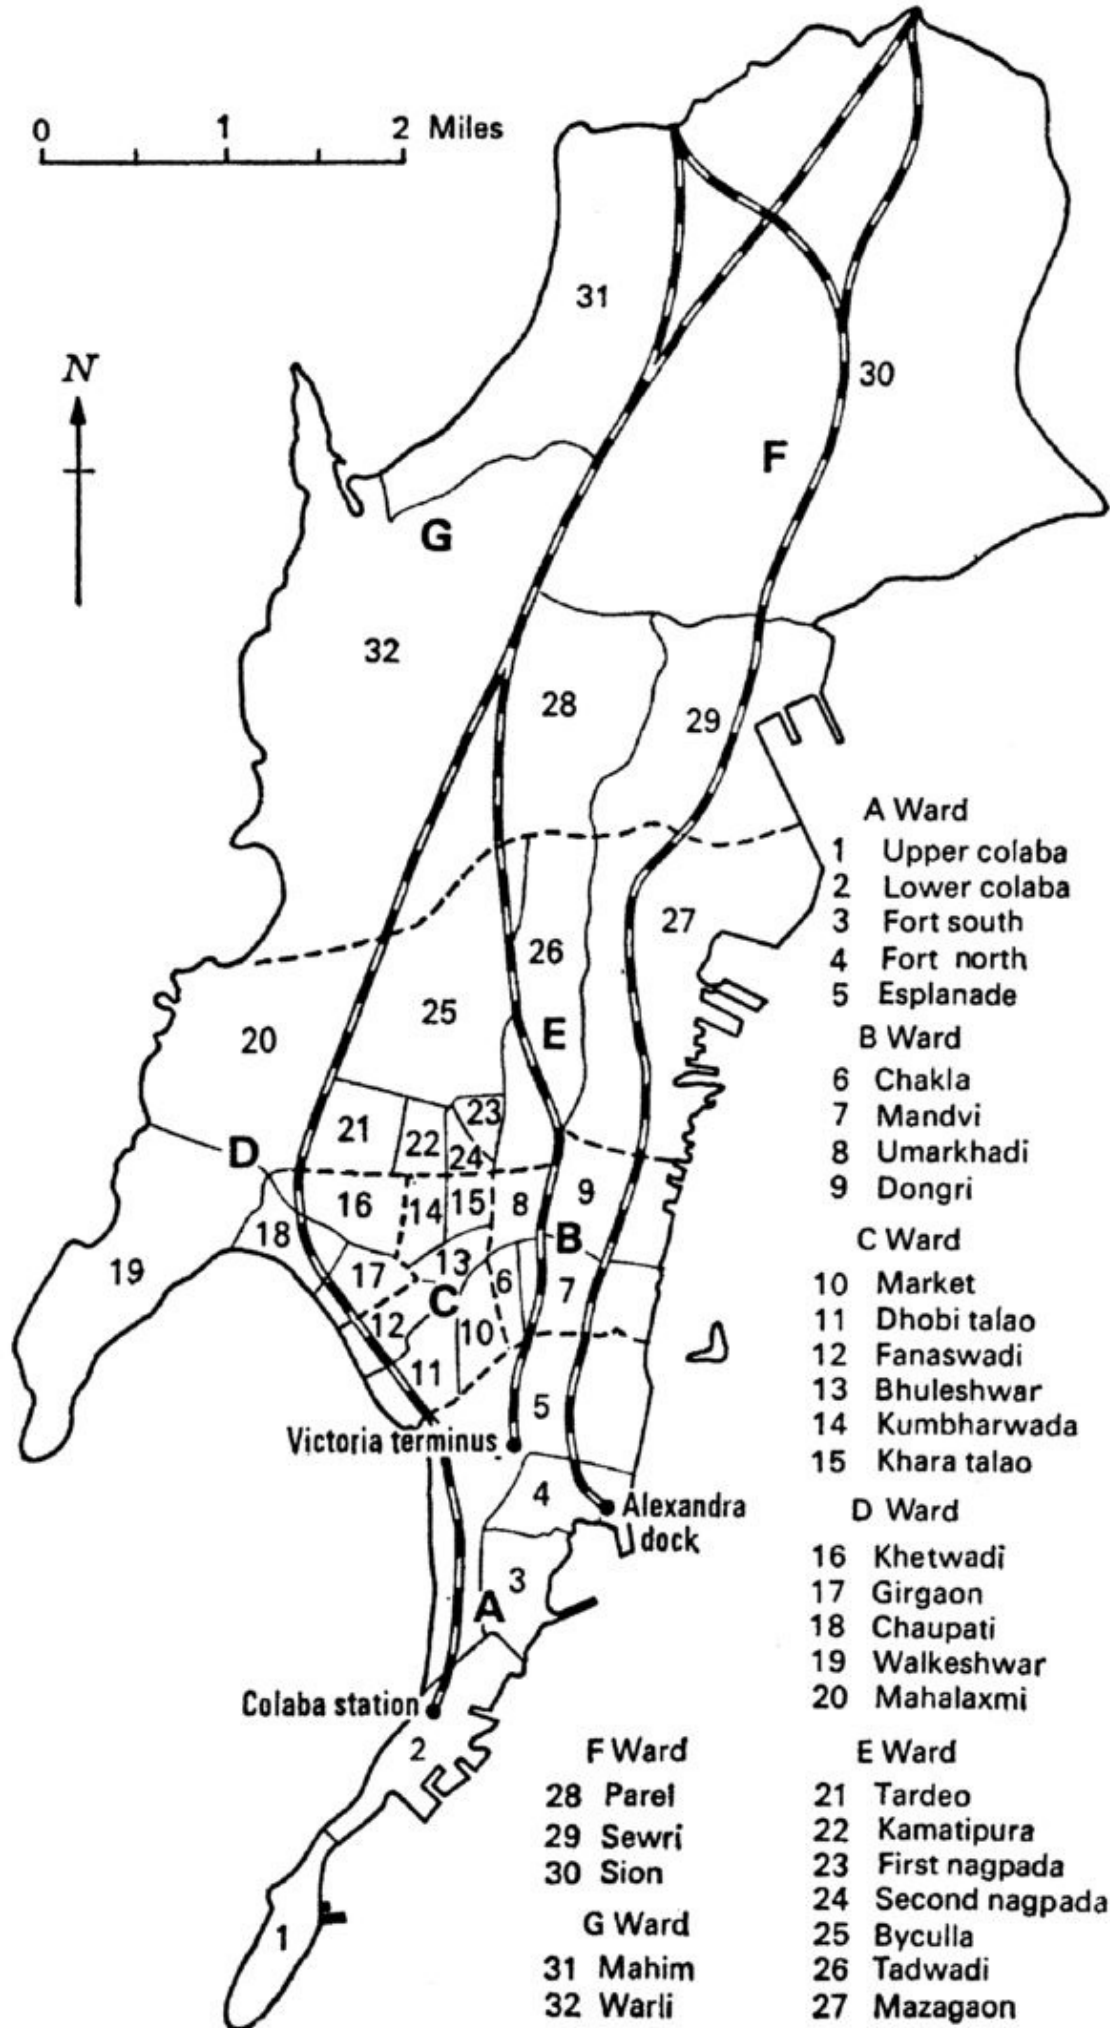 0 1 2 Miles
N
31
30
F
G
32
28
29
27
26
25
E
20
23
21
22
24
D
16
14
15
8
9
18
B
19
17
13
6
7
C
12
10
11
5
Victoria terminus
4
Alexandra
dock
3
A
Colaba station
2
1
A Ward
1 Upper colaba
2 Lower colaba
3 Fort south
4 Fort north
5 Esplanade
B Ward
6 Chakla
7 Mandvi
8 Umarkhadi
9 Dongri
C Ward
10 Market
11 Dhobi talao
12 Fanaswadi
13 Bhuleshwar
14 Kumbharwada
15 Khara talao
D Ward
16 Khetwadi
17 Girgaon
18 Chaupati
19 Walkeshwar
20 Mahalaxmi
E Ward
21 Tardeo
22 Kamatipura
23 First nagpada
24 Second nagpada
25 Byculla
26 Tadwadi
27 Mazagaon
F Ward
28 Parel
29 Sewri
30 Sion
G Ward
31 Mahim
32 Warli